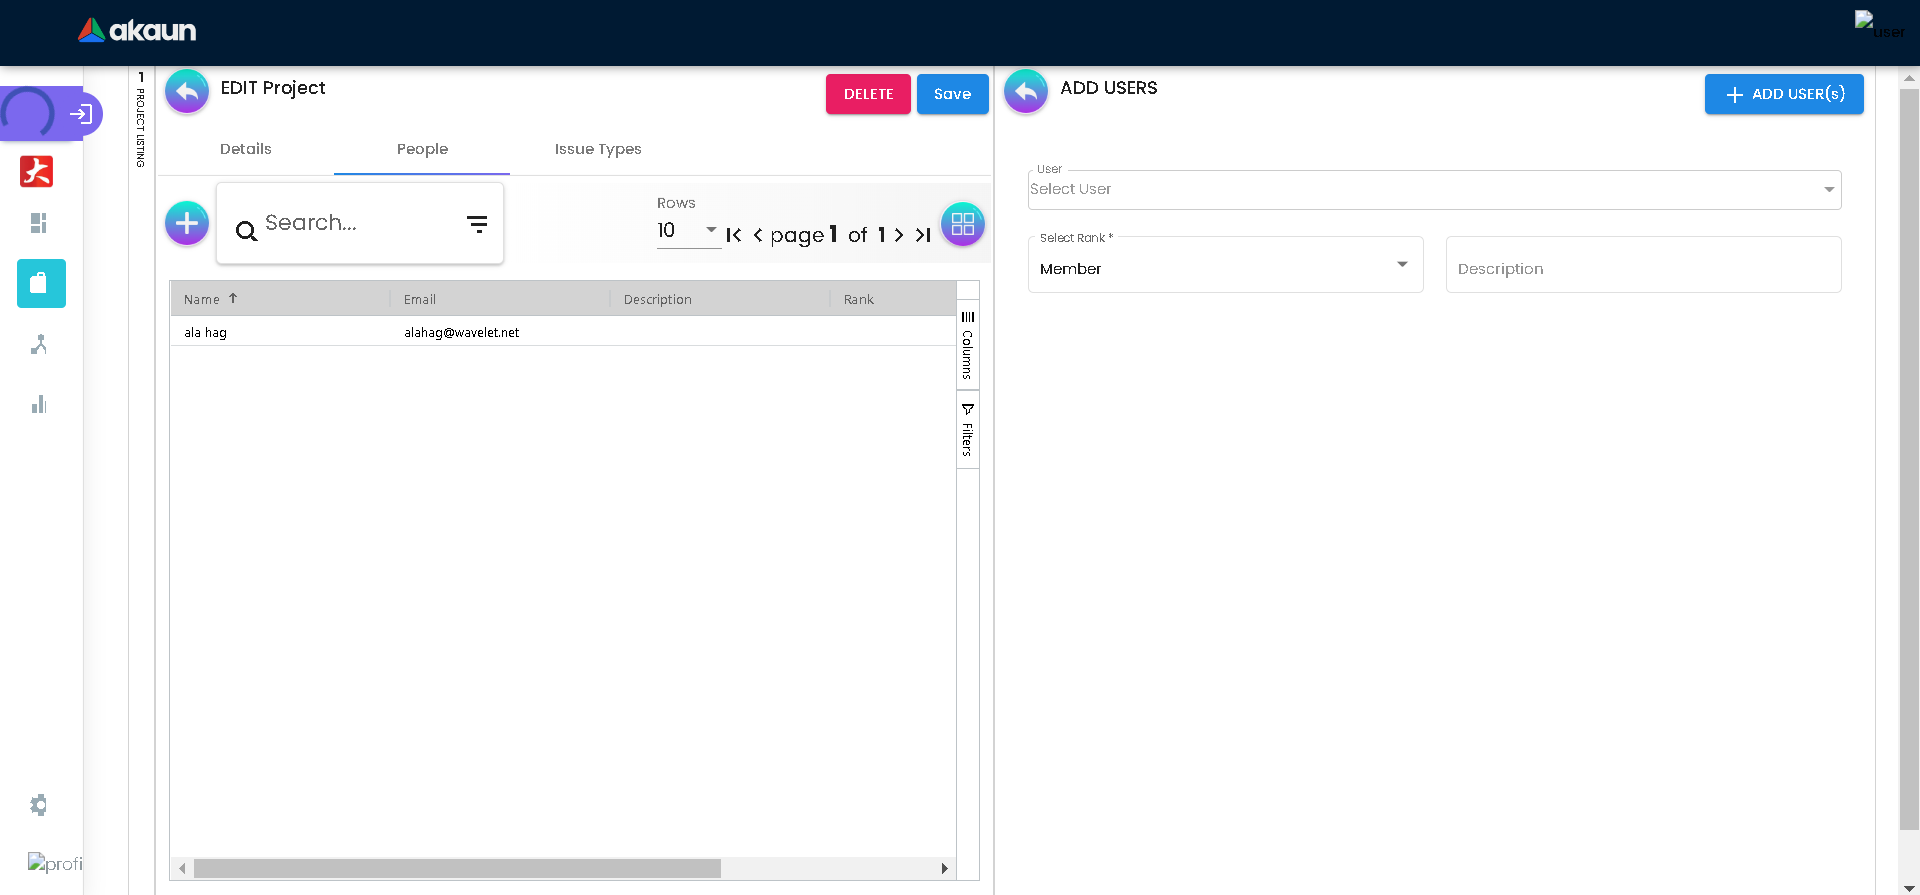 akaun
user
1 PROJECT LISTING
EDIT Project
DELETE
Save
Details
People
Issue Types
Search...
Rows
10
page 1 of 1
Name
Email
Description
Rank
ala hag
alahag@wavelet.net
Columns
Filters
ADD USERS
ADD USER(s)
User
Select User
Select Rank *
Member
Description
profi